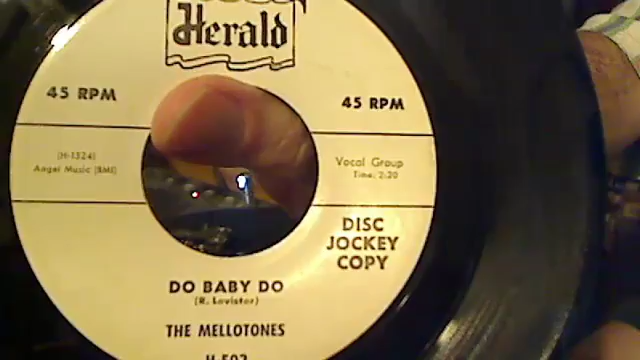 Herald
45 RPM
45 RPM
(H-1324)
Angel Music (BMI)
Vocal Group
Time: 2:20
DISC
JOCKEY
COPY
DO BABY DO
(R. Lovister)
THE MELLOTONES